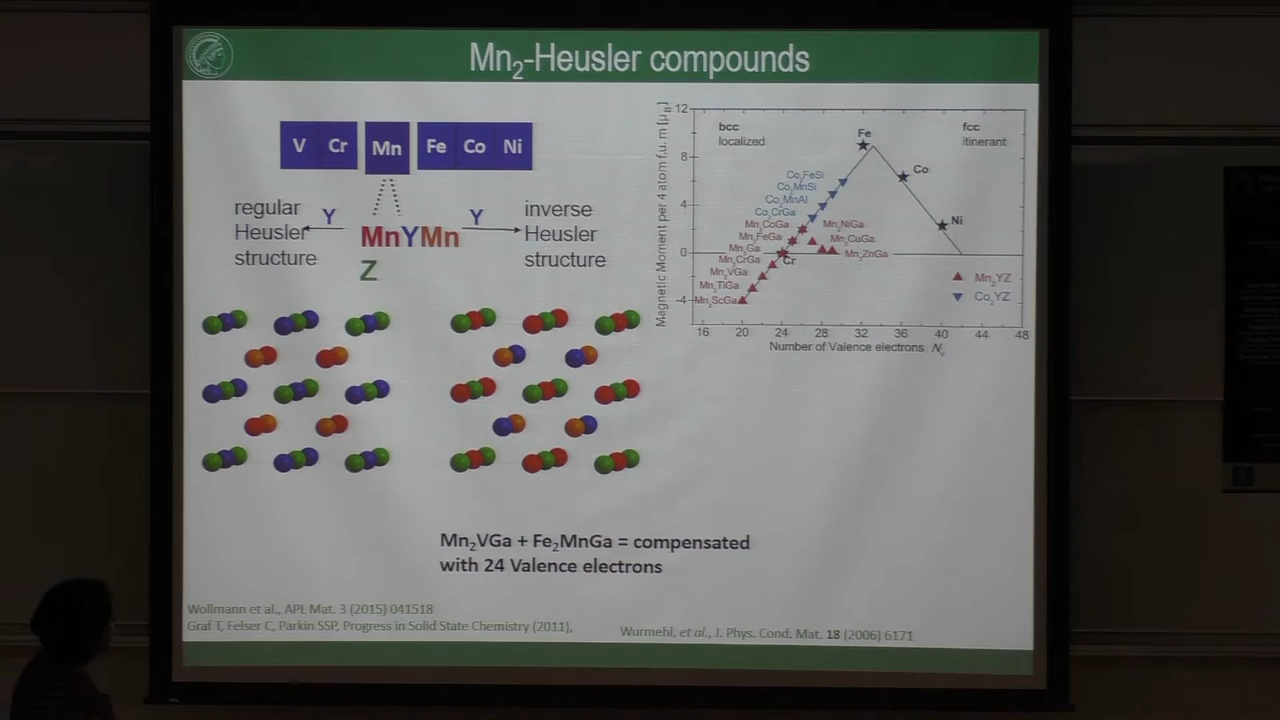 Mn2-Heusler compounds
V Cr Mn Fe Co Ni
regular
Heusler
structure
Y
MnYMn
Z
Y
inverse
Heusler
structure
Magnetic Moment per 4 atom f.u. m [μB]
12
8
4
0
-4
bcc
localized
Fe
fcc
itinerant
Co
Ni
Co2FeSi
Co2MnSi
Co2MnAl
Co2CrGa
Mn2CoGa
Mn2NiGa
Mn2FeGa
Mn2CuGa
Mn3Ga
Mn2ZnGa
Mn2CrGa
Cr
Mn2VGa
Mn2TiGa
Mn2ScGa
Mn2YZ
Co2YZ
16 20 24 28 32 36 40 44 48
Number of Valence electrons Nv
Mn2VGa + Fe2MnGa = compensated
with 24 Valence electrons
Wollmann et al., APL Mat. 3 (2015) 041518
Graf T, Felser C, Parkin SSP, Progress in Solid State Chemistry (2011),
Wurmehl, et al., J. Phys. Cond. Mat. 18 (2006) 6171